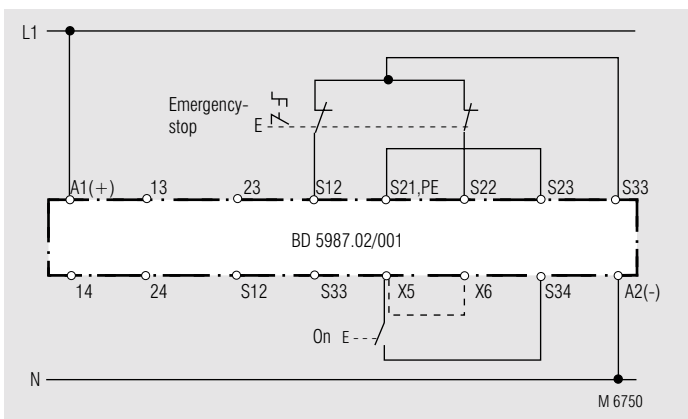 L1
Emergency-
stop
E
A1(+) 13 23 S12 S21,PE S22 S23 S33
BD 5987.02/001
14 24 S12 S33 X5 X6 S34 A2(-)
On E
N
M 6750